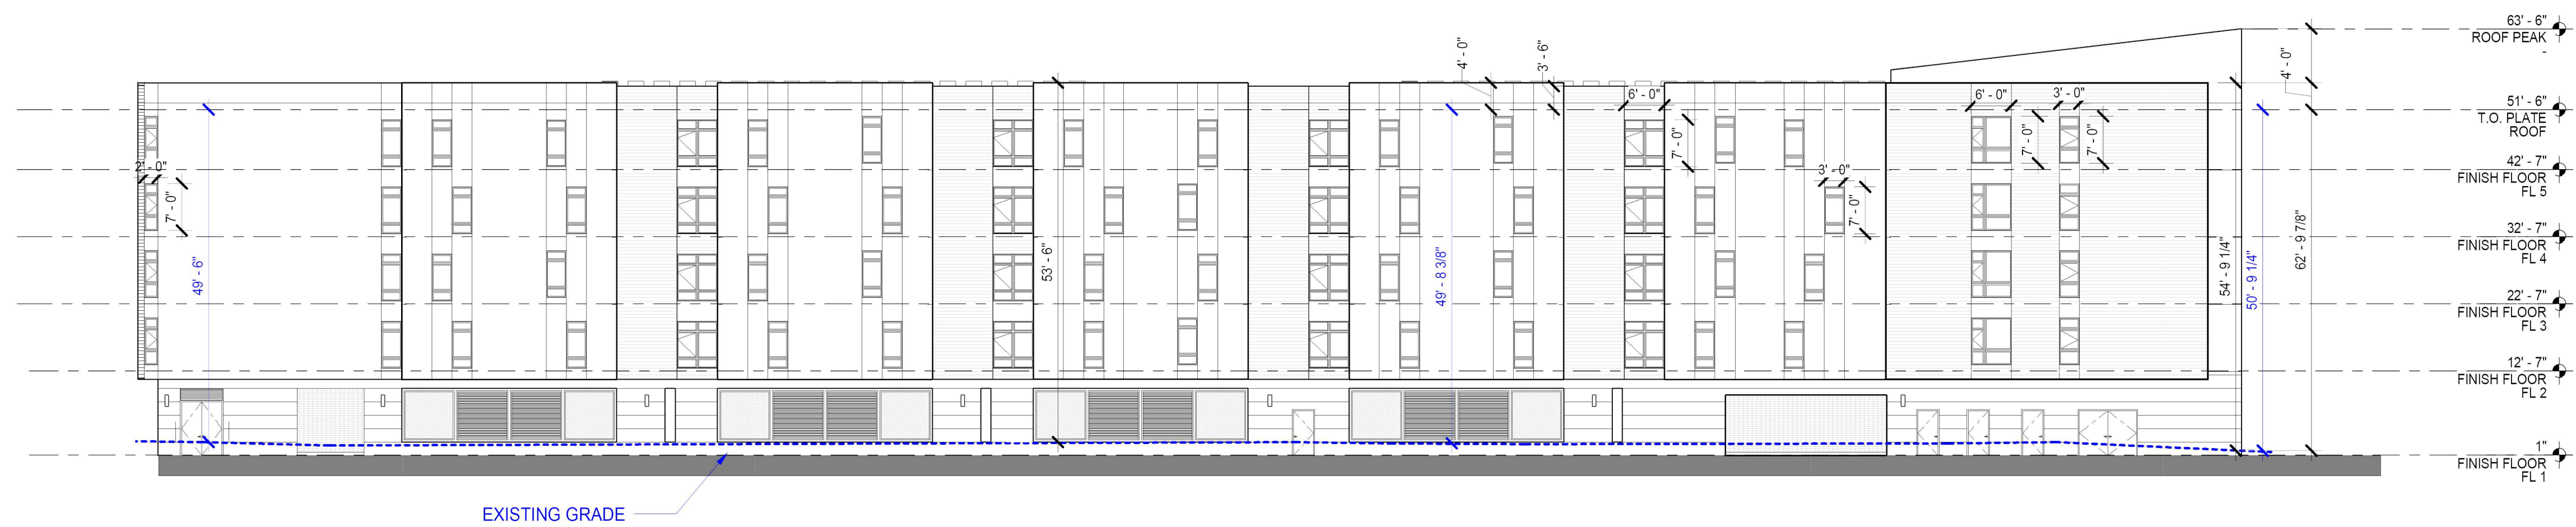 63' - 6"
ROOF PEAK
-
4' - 0"
3' - 6"
4' - 0"
6' - 0"
6' - 0"
3' - 0"
51' - 6"
T.O. PLATE
ROOF
7' - 0"
7' - 0"
7' - 0"
2' - 0"
3' - 0"
42' - 7"
FINISH FLOOR
FL 5
7' - 0"
7' - 0"
32' - 7"
FINISH FLOOR
FL 4
49' - 6"
53' - 6"
49' - 8 3/8"
54' - 9 1/4"
50' - 9 1/4"
62' - 9 7/8"
22' - 7"
FINISH FLOOR
FL 3
12' - 7"
FINISH FLOOR
FL 2
1"
FINISH FLOOR
FL 1
EXISTING GRADE